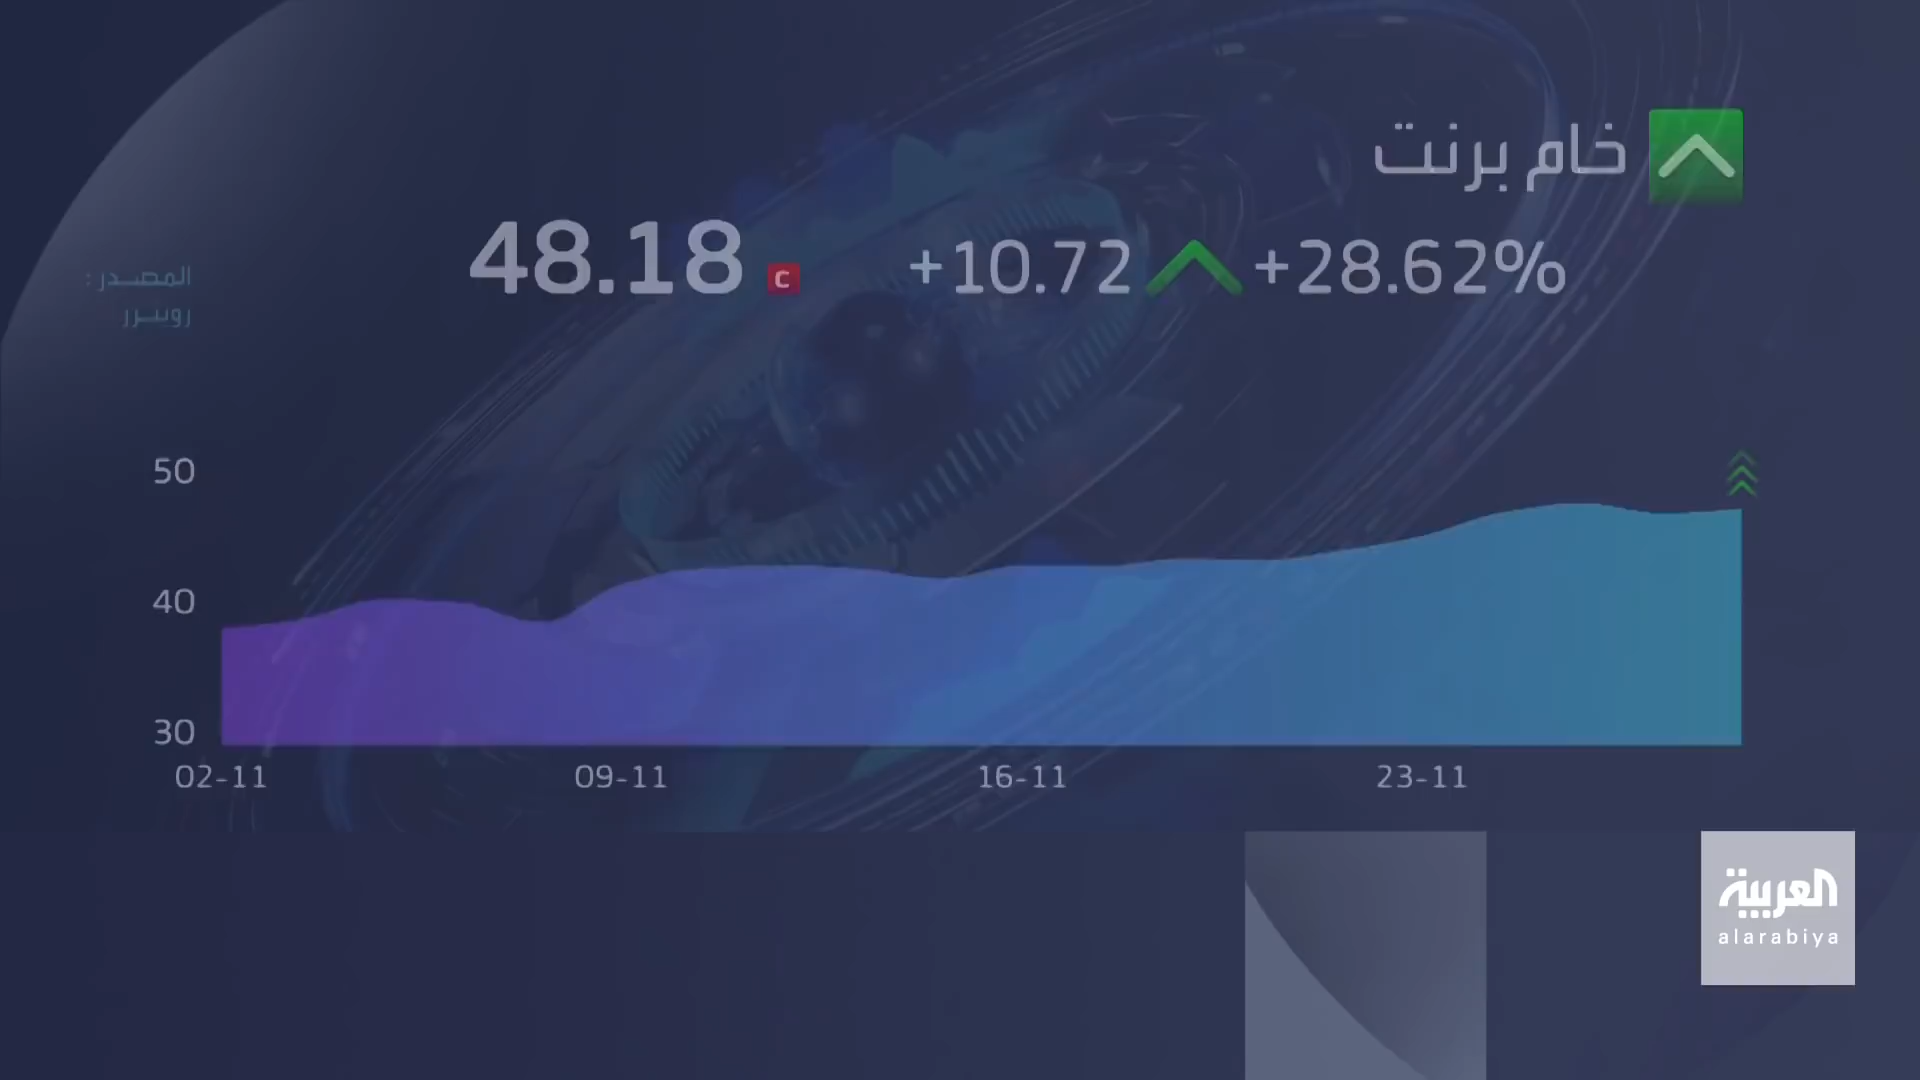 خام برنت
48.18 c +10.72 +28.62%
المصدر:
رويترز
50
40
30
02-11 09-11 16-11 23-11
العربية
alarabiya